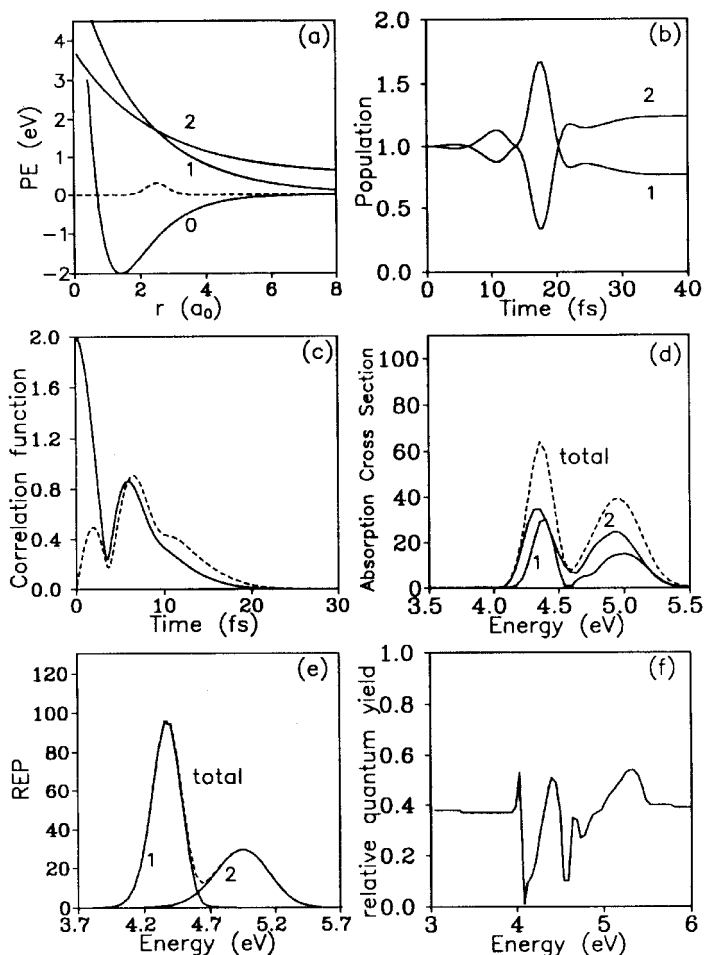 (a)
PE (eV)
4
3
2
1
0
−1
−2
2
1
0
0 2 4 6 8
r (a₀)
(b)
Population
2.0
1.5
1.0
0.5
0.0
2
1
0 10 20 30 40
Time (fs)
(c)
Correlation function
2.0
1.6
1.2
0.8
0.4
0.0
0 10 20 30
Time (fs)
(d)
Absorption Cross Section
100
80
60
40
20
0
total
2
1
3.5 4.0 4.5 5.0 5.5
Energy (eV)
(e)
REP
120
100
80
60
40
20
0
total
1
2
3.7 4.2 4.7 5.2 5.7
Energy (eV)
(f)
relative quantum yield
1.0
0.8
0.6
0.4
0.2
0.0
3 4 5 6
Energy (eV)